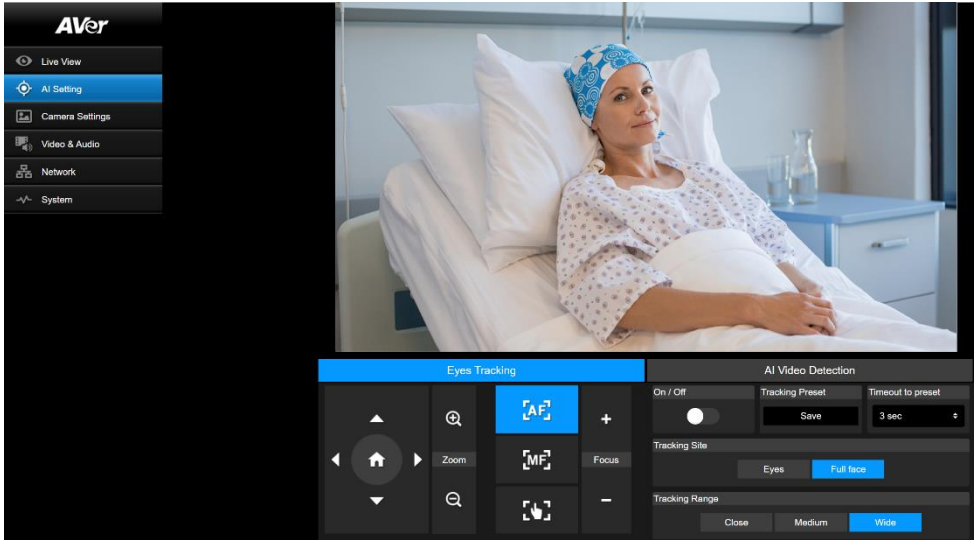 AVer
Live View
AI Setting
Camera Settings
Video & Audio
Network
System
Eyes Tracking
AI Video Detection
Zoom
AF
MF
Focus
On / Off
Tracking Preset
Timeout to preset
Save
3 sec
Tracking Site
Eyes
Full face
Tracking Range
Close
Medium
Wide